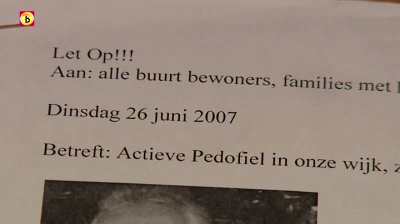 b
Let Op!!!
Aan: alle buurt bewoners, families met
Dinsdag 26 juni 2007
Betreft: Actieve Pedofiel in onze wijk, z